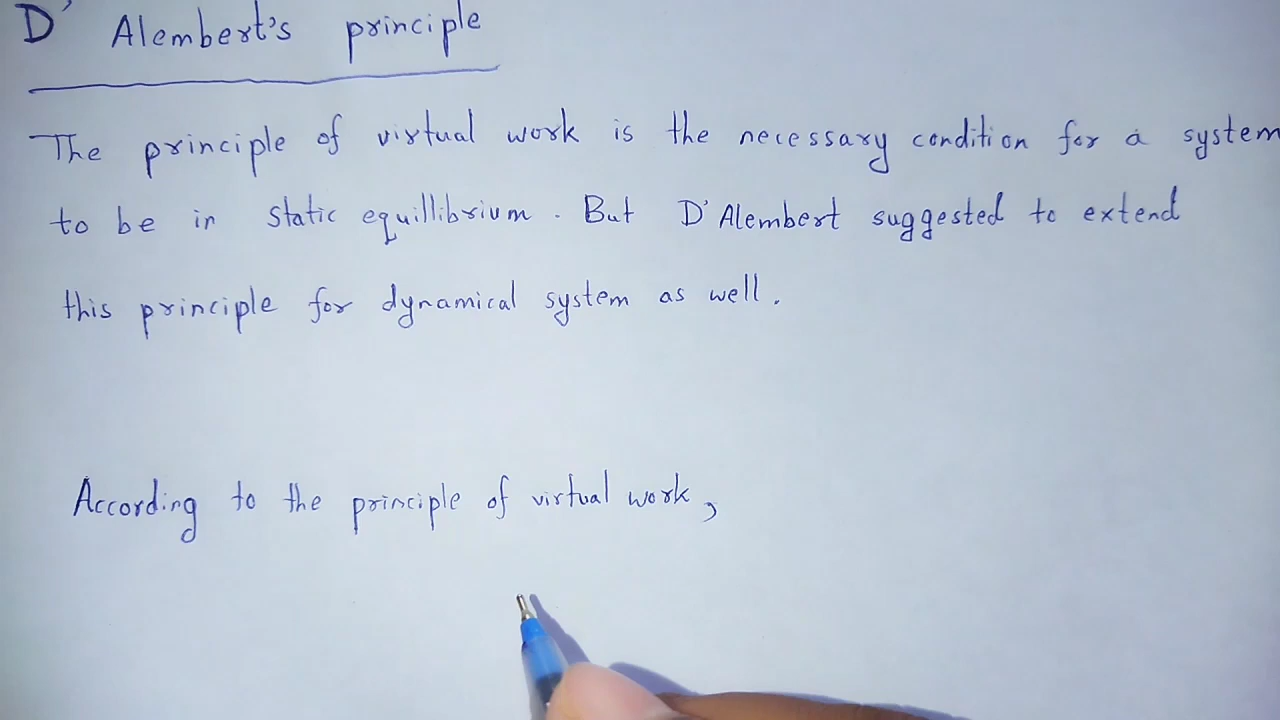 D' Alembert's principle
The principle of virtual work is the necessary condition for a system
to be in static equillibrium. But D'Alembert suggested to extend
this principle for dynamical system as well.
According to the principle of virtual work,